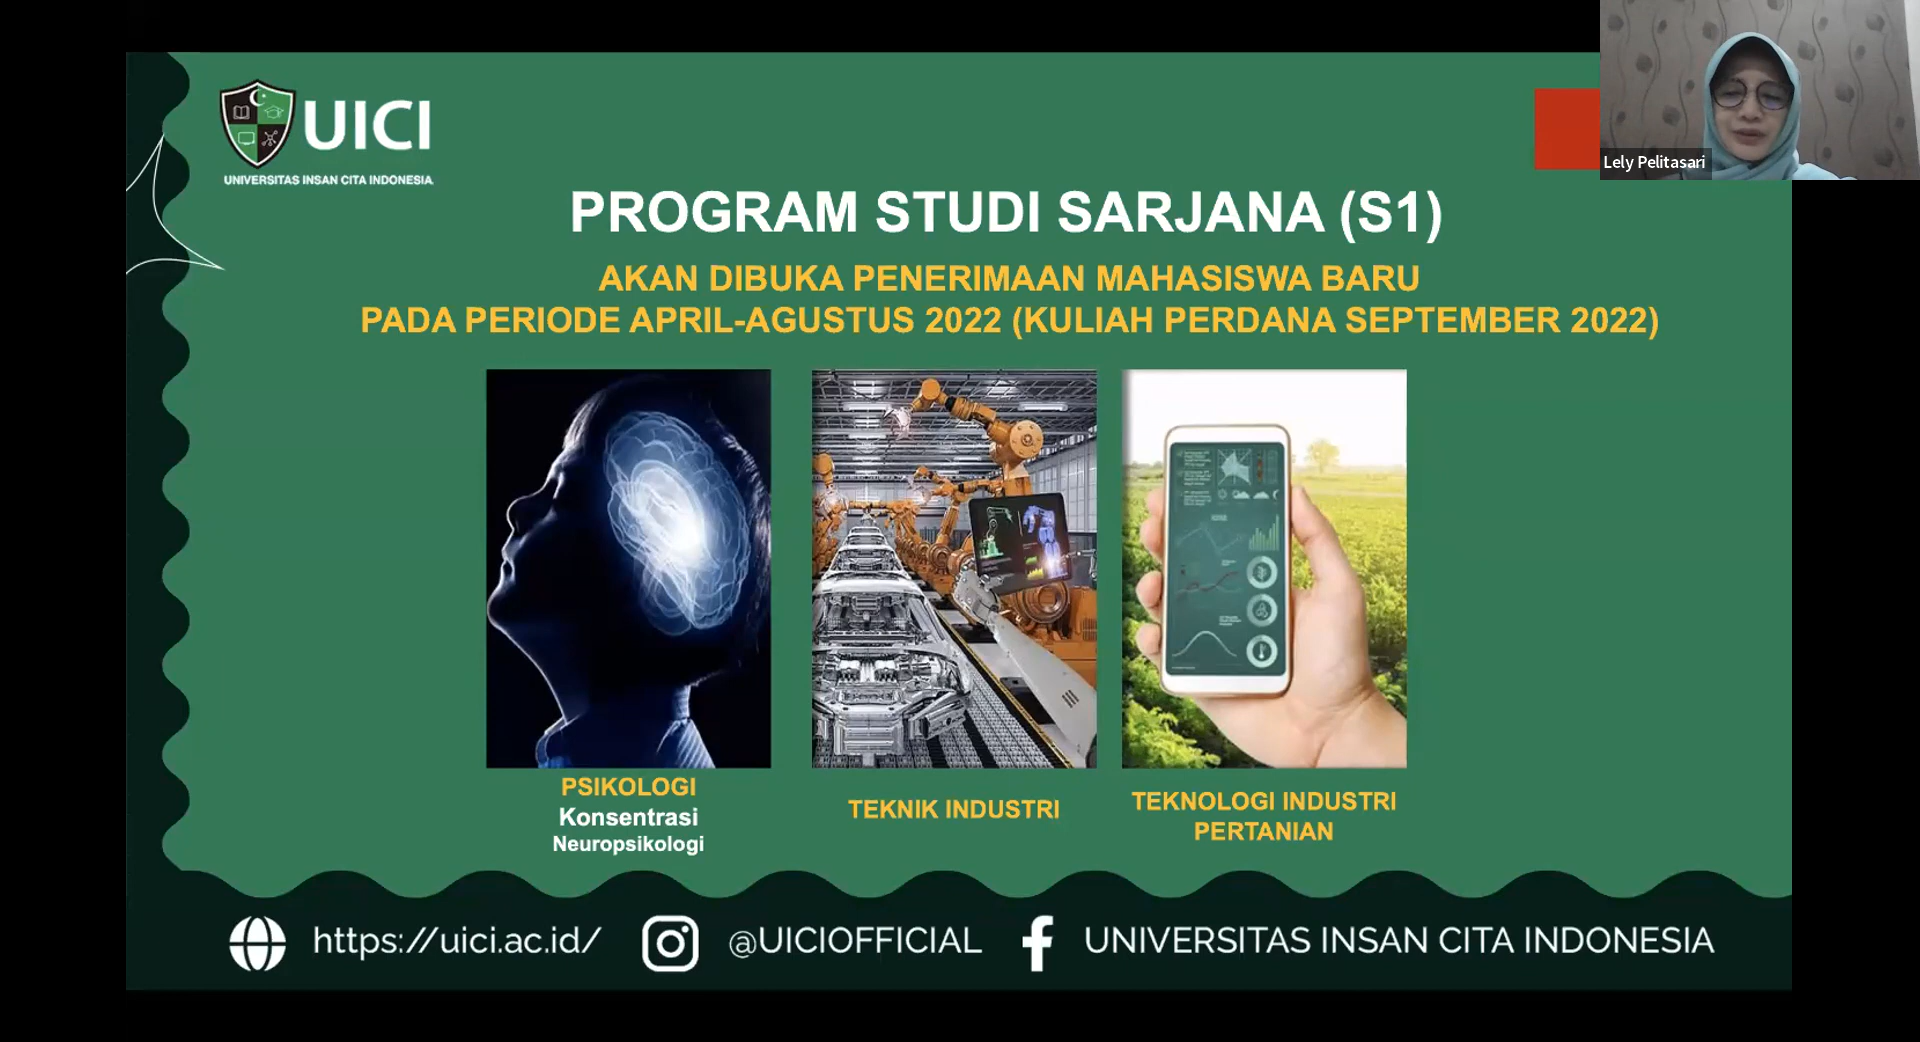 UICI
UNIVERSITAS INSAN CITA INDONESIA
Lely Pelitasari
PROGRAM STUDI SARJANA (S1)
AKAN DIBUKA PENERIMAAN MAHASISWA BARU
PADA PERIODE APRIL-AGUSTUS 2022 (KULIAH PERDANA SEPTEMBER 2022)
PSIKOLOGI
Konsentrasi
Neuropsikologi
TEKNIK INDUSTRI
TEKNOLOGI INDUSTRI
PERTANIAN
https://uici.ac.id/
@UICIOFFICIAL
UNIVERSITAS INSAN CITA INDONESIA